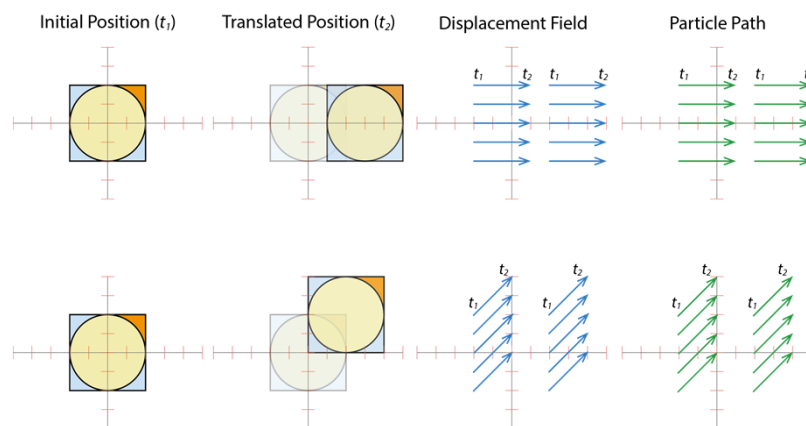 Initial Position (t₁)
Translated Position (t₂)
Displacement Field
Particle Path
t₁ t₂ t₁ t₂
t₁ t₂ t₁
t₂ t₂
t₁ t₁
t₂ t₂
t₁ t₁